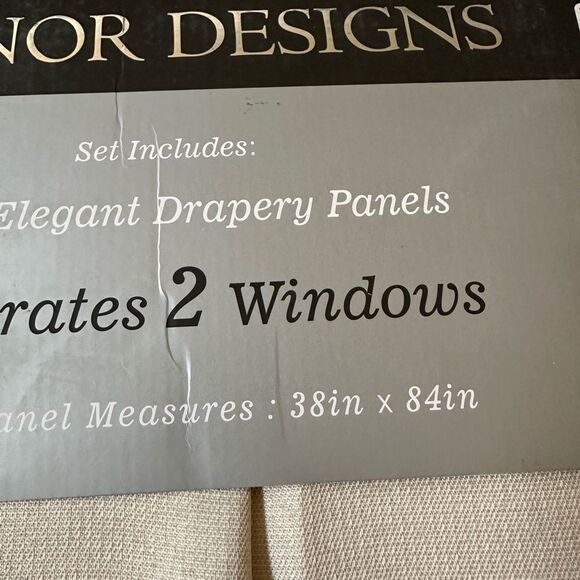 NOR DESIGNS
Set Includes:
Elegant Drapery Panels
rates 2 Windows
anel Measures : 38in x 84in